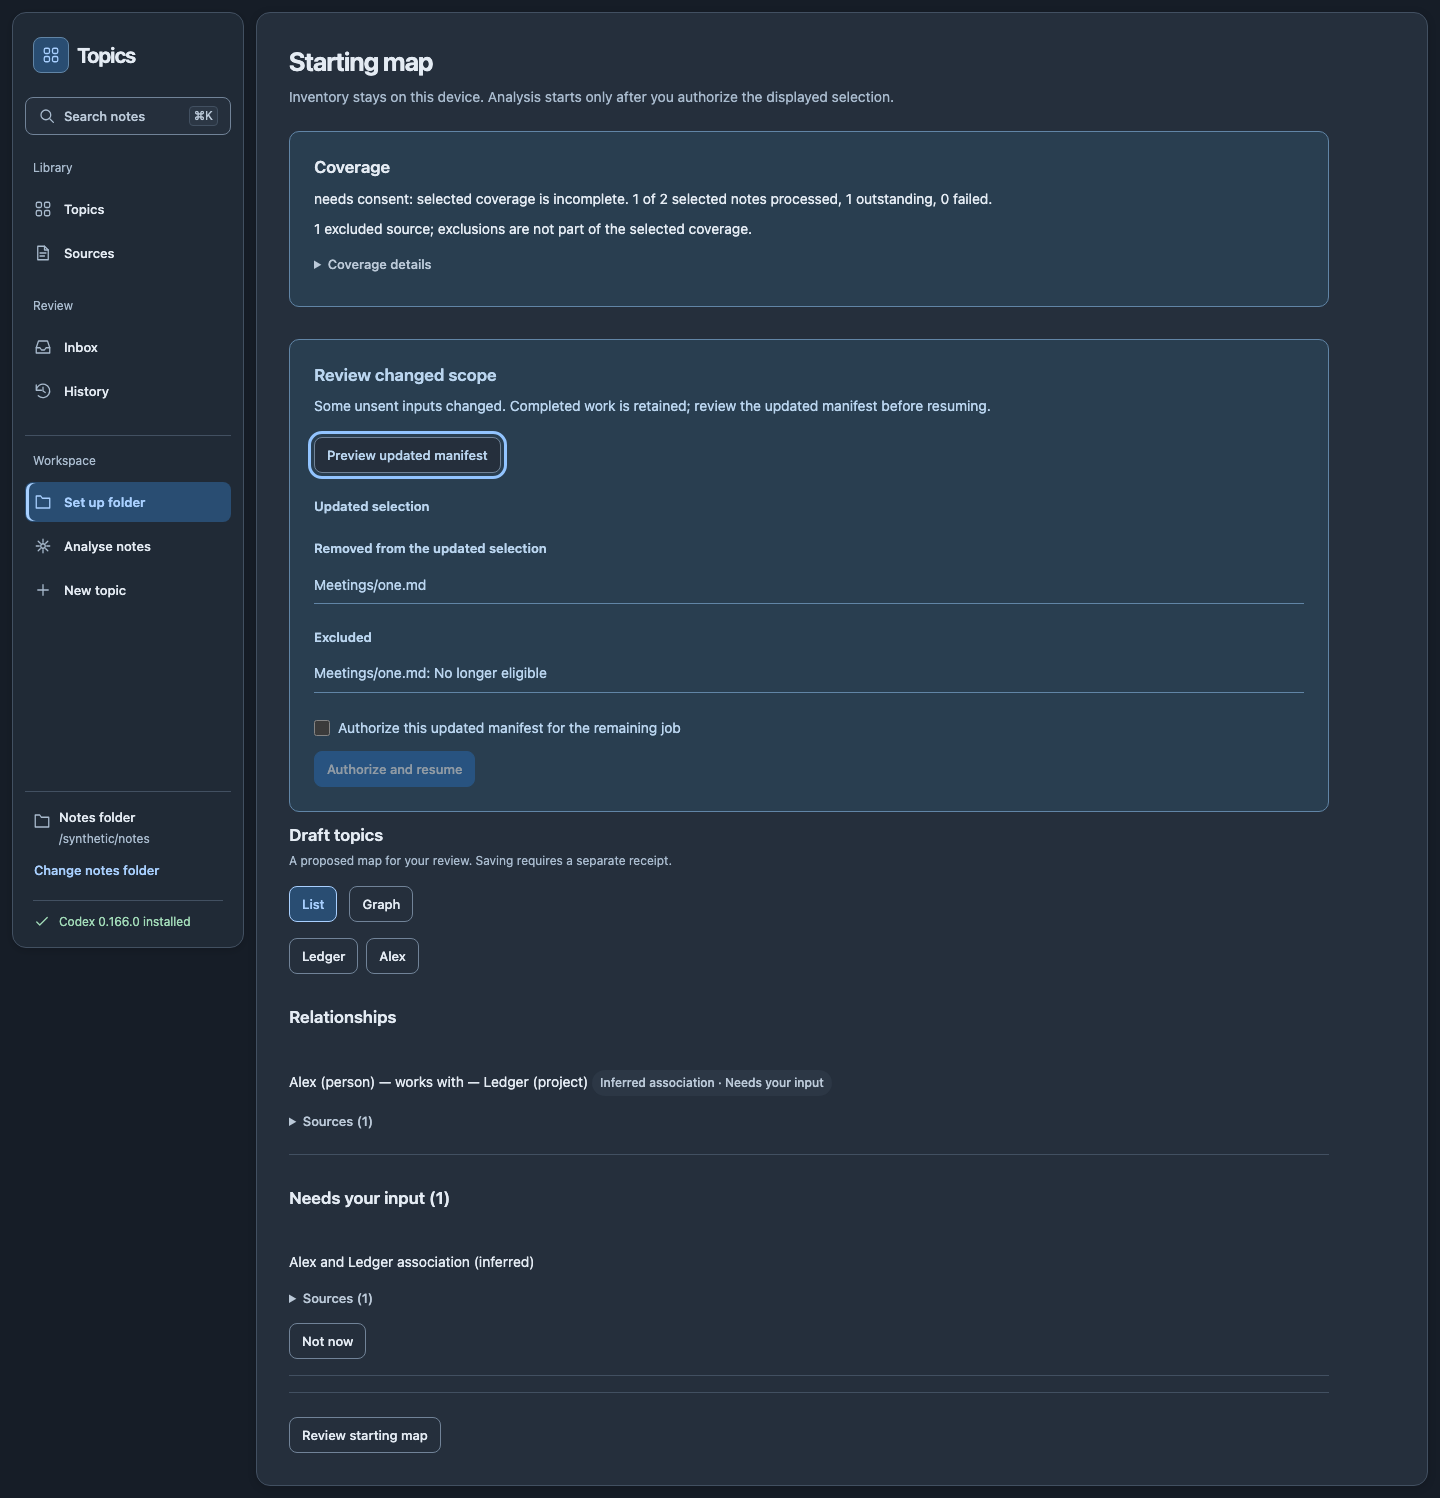 Topics
Search notes ⌘K
Library
Topics
Sources
Review
Inbox
History
Workspace
Set up folder
Analyse notes
New topic
Notes folder
/synthetic/notes
Change notes folder
Codex 0.166.0 installed
Starting map
Inventory stays on this device. Analysis starts only after you authorize the displayed selection.
Coverage
needs consent: selected coverage is incomplete. 1 of 2 selected notes processed, 1 outstanding, 0 failed.
1 excluded source; exclusions are not part of the selected coverage.
Coverage details
Review changed scope
Some unsent inputs changed. Completed work is retained; review the updated manifest before resuming.
Preview updated manifest
Updated selection
Removed from the updated selection
Meetings/one.md
Excluded
Meetings/one.md: No longer eligible
Authorize this updated manifest for the remaining job
Authorize and resume
Draft topics
A proposed map for your review. Saving requires a separate receipt.
List Graph
Ledger Alex
Relationships
Alex (person) — works with — Ledger (project) Inferred association · Needs your input
Sources (1)
Needs your input (1)
Alex and Ledger association (inferred)
Sources (1)
Not now
Review starting map